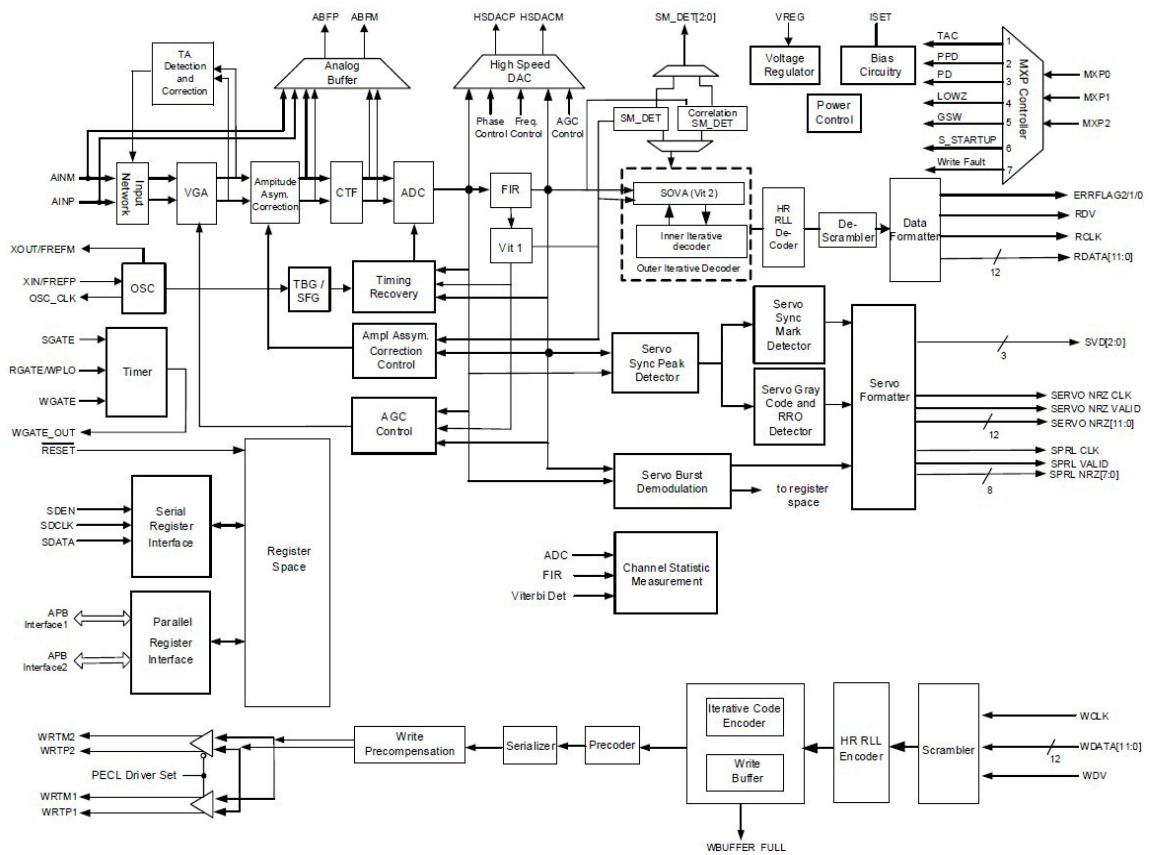 ABFP
ABFM
HSDACP
HSDACM
SM_DET[2:0]
VREG
ISET
TA
Detection
and
Correction
Analog
Buffer
High Speed
DAC
Voltage
Regulator
Bias
Circuitry
Power
Control
TAC
PPD
PD
LOWZ
GSW
S_STARTUP
Write Fault
1
2
3
4
5
6
7
MXP Controller
MXP0
MXP1
MXP2
Phase
Control
Freq.
Control
AGC
Control
SM_DET
Correlation
SM_DET
AINM
AINP
Input
Network
VGA
Ampitude
Asym.
Correction
CTF
ADC
FIR
Vit 1
SOVA (Vit 2)
Inner Iterative
decoder
Outer Iterative Decoder
HR
RLL
De-
Coder
De-
Scrambler
Data
Formatter
ERRFLAG2/1/0
RDV
RCLK
RDATA[11:0]
12
XOUT/FREFM
XIN/FREFP
OSC_CLK
OSC
TBG /
SFG
Timing
Recovery
Ampl Assym.
Correction
Control
SGATE
RGATE/WPLO
WGATE
WGATE_OUT
Timer
AGC
Control
Servo
Sync Peak
Detector
Servo
Sync
Mark
Detector
Servo Gray
Code and
RRO
Detector
Servo
Formatter
SVD[2:0]
3
SERVO NRZ CLK
SERVO NRZ VALID
SERVO NRZ[11:0]
12
SPRL CLK
SPRL VALID
SPRL NRZ[7:0]
8
RESET
Servo Burst
Demodulation
to register
space
SDEN
SDCLK
SDATA
Serial
Register
Interface
Register
Space
ADC
FIR
Viterbi Det
Channel Statistic
Measurement
APB
Interface1
APB
Interface2
Parallel
Register
Interface
WRTM2
WRTP2
PECL Driver Set
WRTM1
WRTP1
Write
Precompensation
Serializer
Precoder
Iterative Code
Encoder
Write
Buffer
HR RLL
Encoder
Scrambler
WCLK
WDATA[11:0]
12
WDV
WBUFFER_FULL